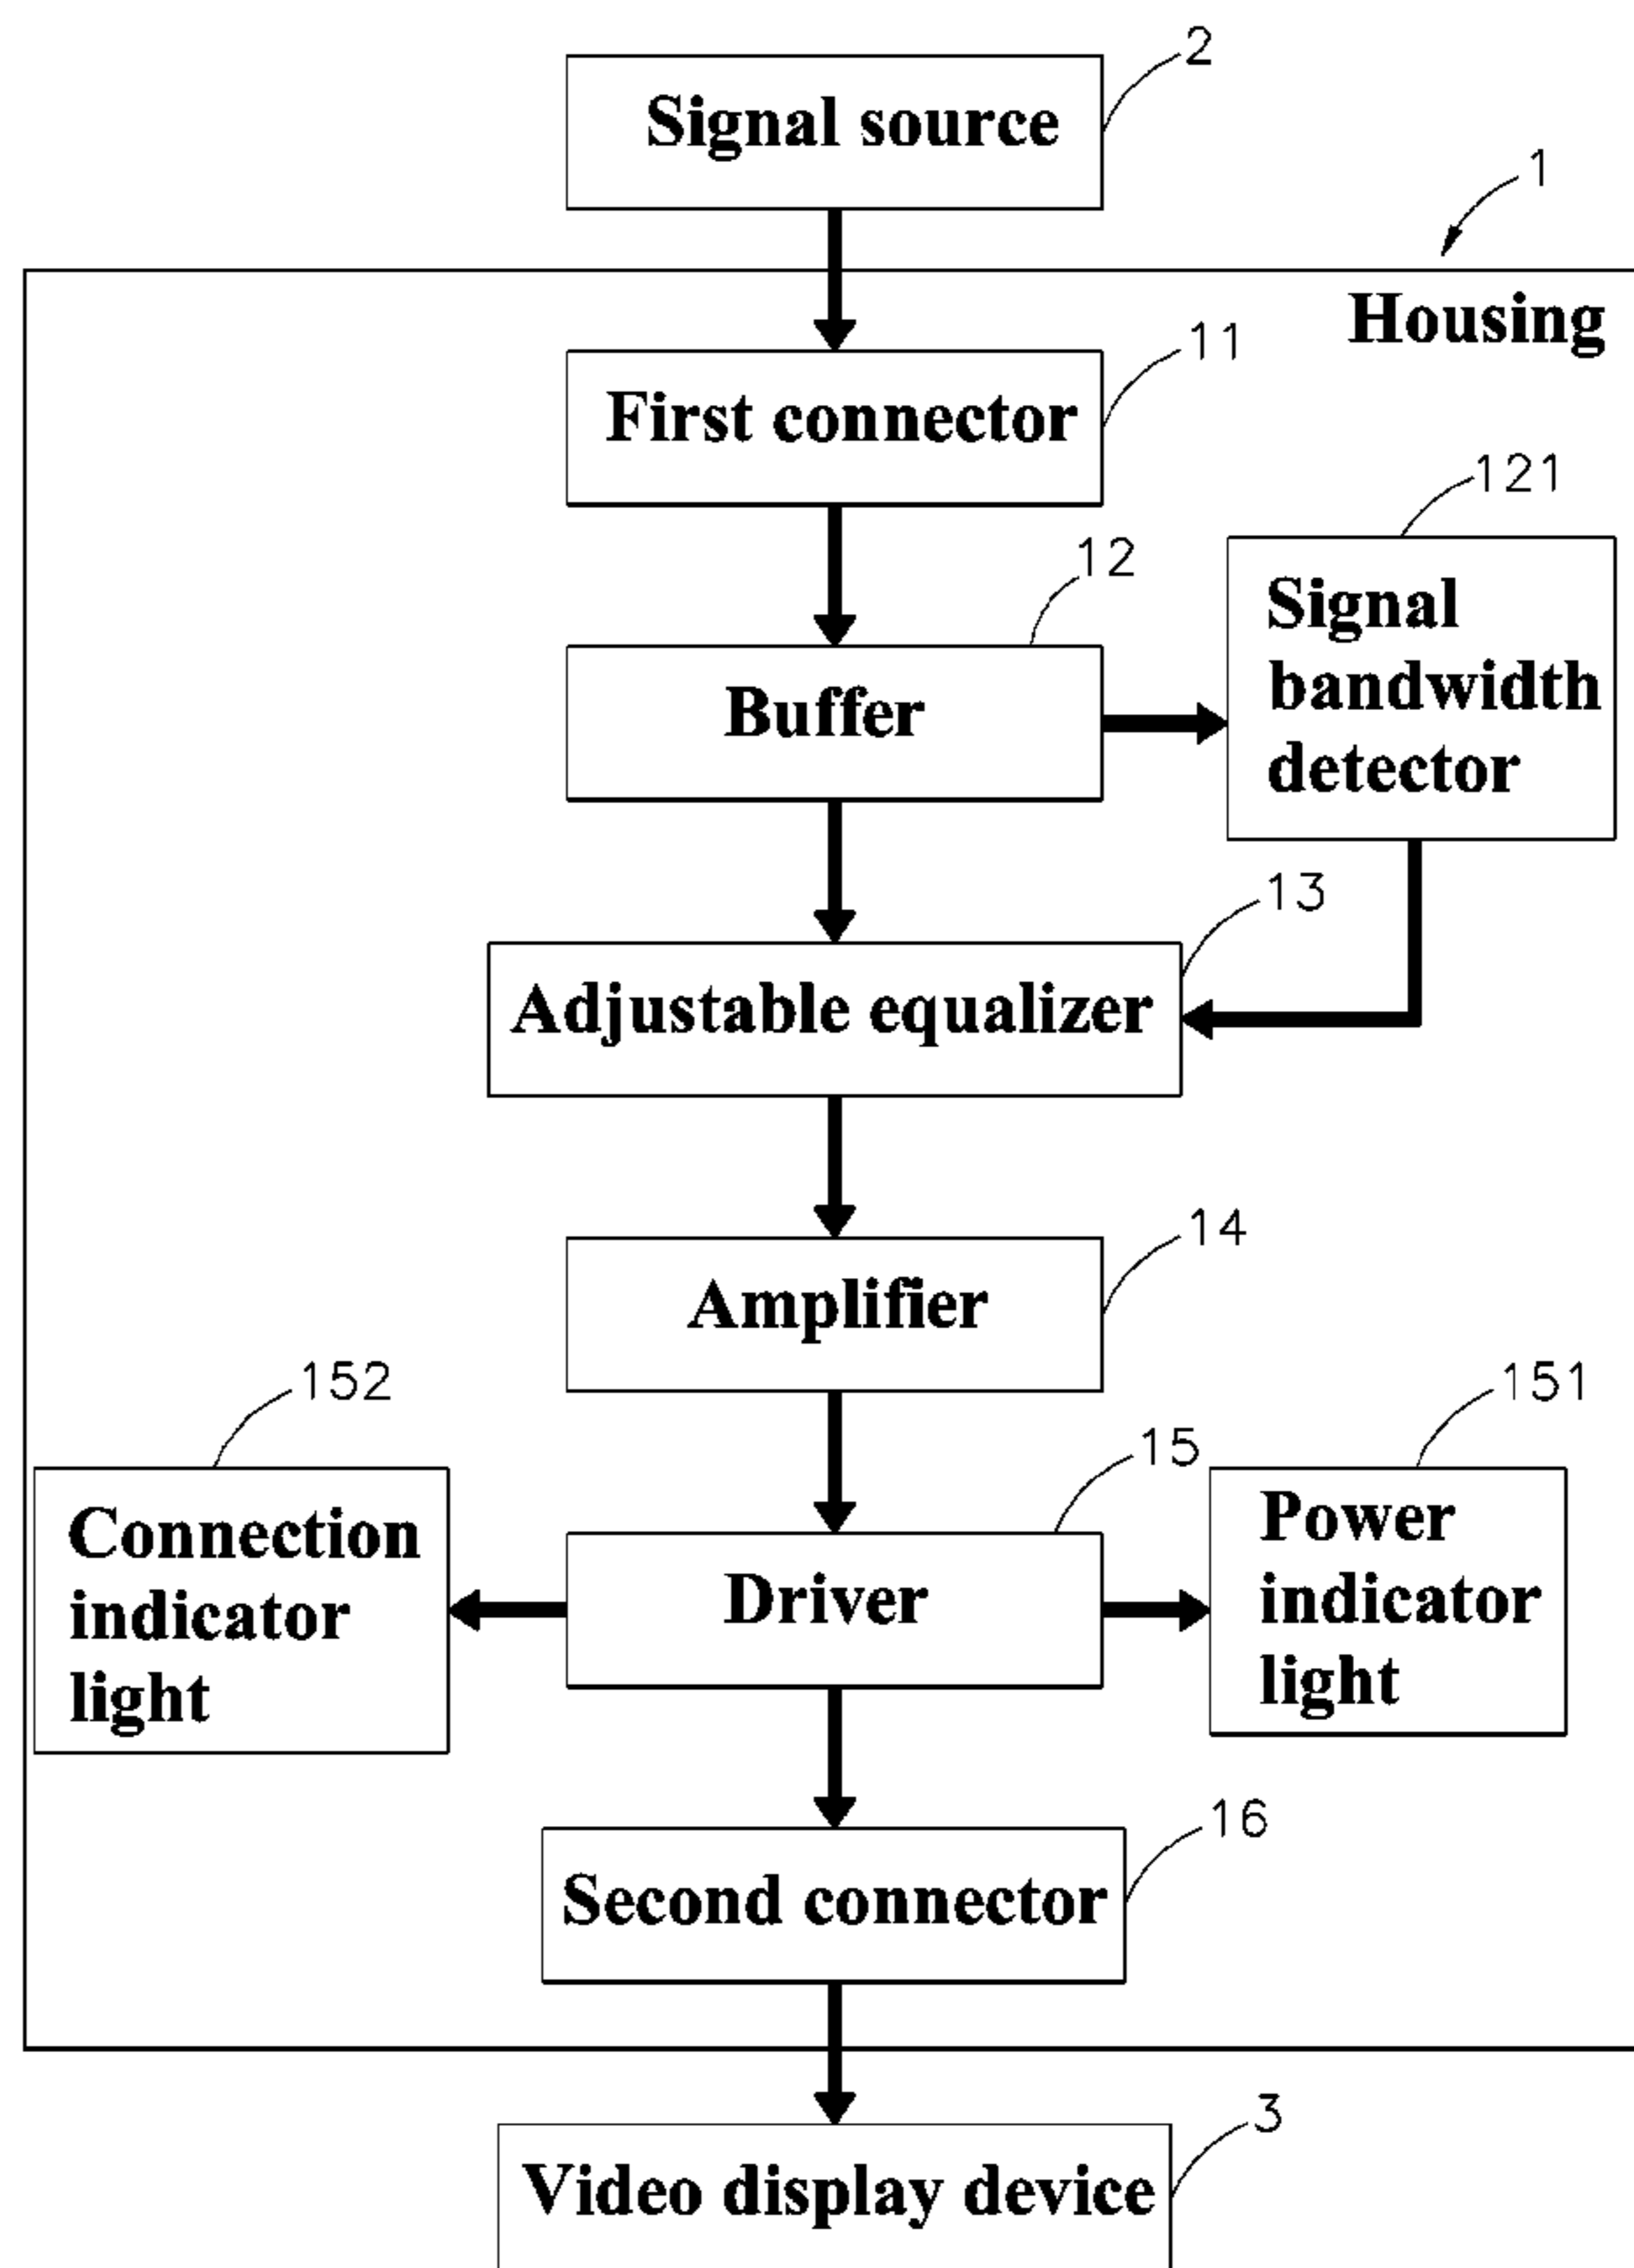 2
Signal source
1
Housing
11
First connector
121
12
Signal
bandwidth
detector
Buffer
13
Adjustable equalizer
14
Amplifier
152
151
15
Connection
indicator
light
Driver
Power
indicator
light
16
Second connector
3
Video display device